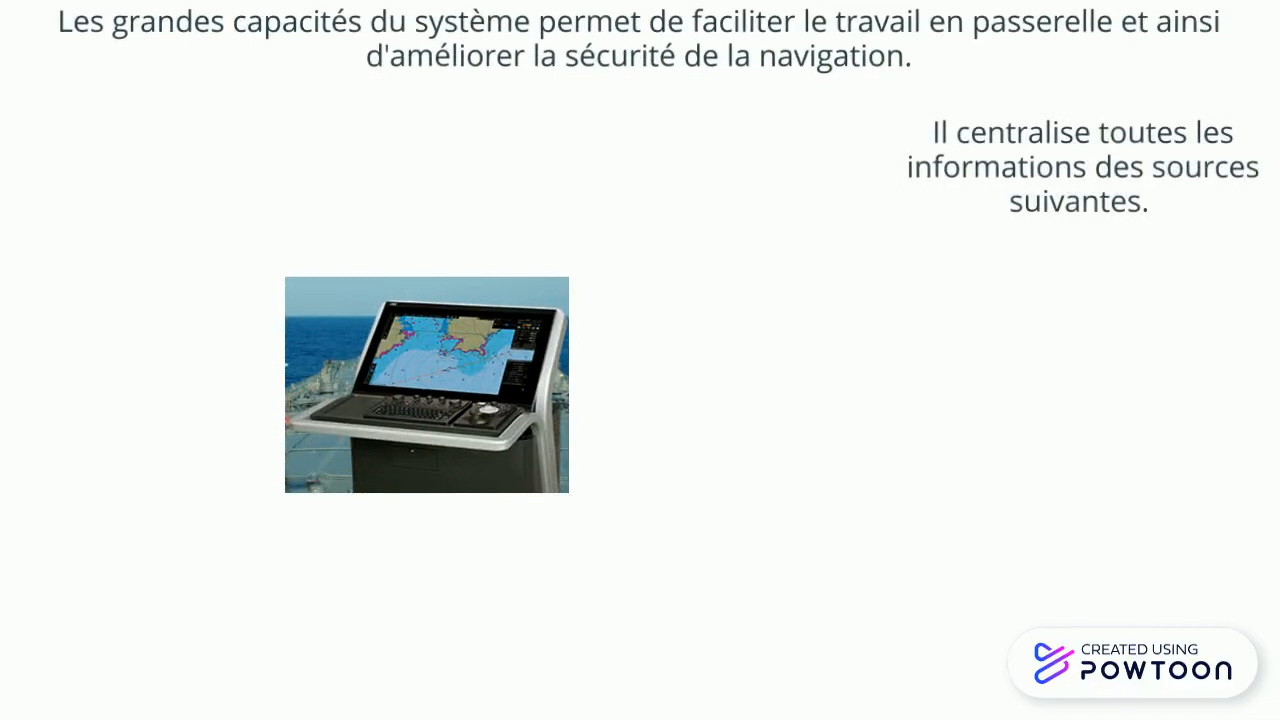 Les grandes capacités du système permet de faciliter le travail en passerelle et ainsi
d'améliorer la sécurité de la navigation.
Il centralise toutes les
informations des sources
suivantes.
CREATED USING
POWTOON